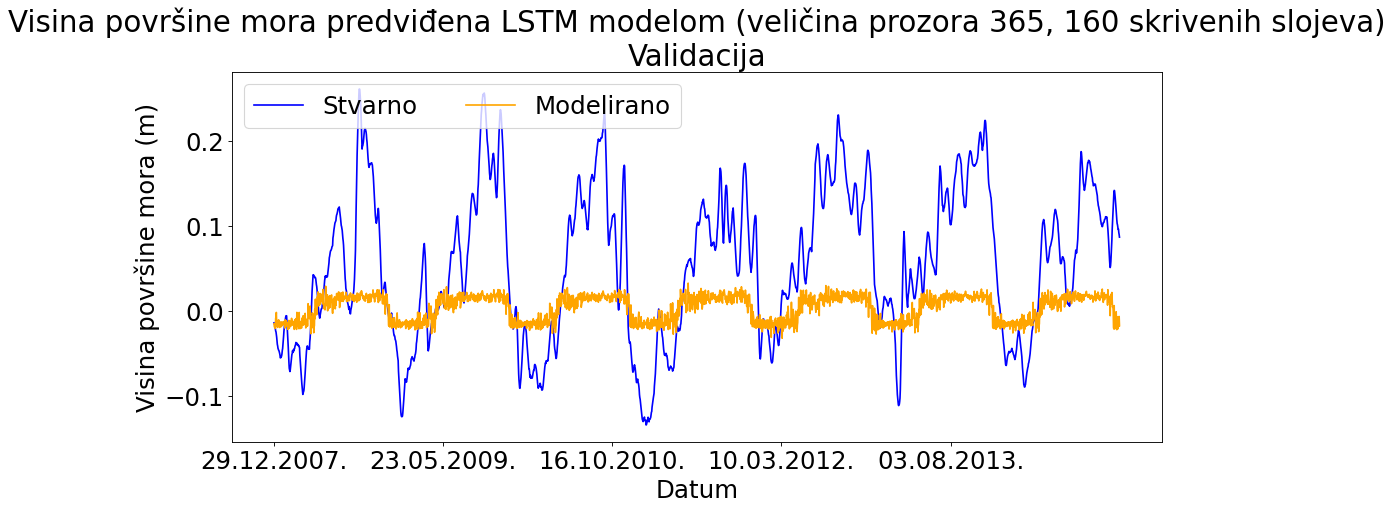 Visina površine mora predviđena LSTM modelom (veličina prozora 365, 160 skrivenih slojeva)
Validacija
Stvarno
Modelirano
Visina površine mora (m)
0.2
0.1
0.0
−0.1
29.12.2007.
23.05.2009.
16.10.2010.
10.03.2012.
03.08.2013.
Datum